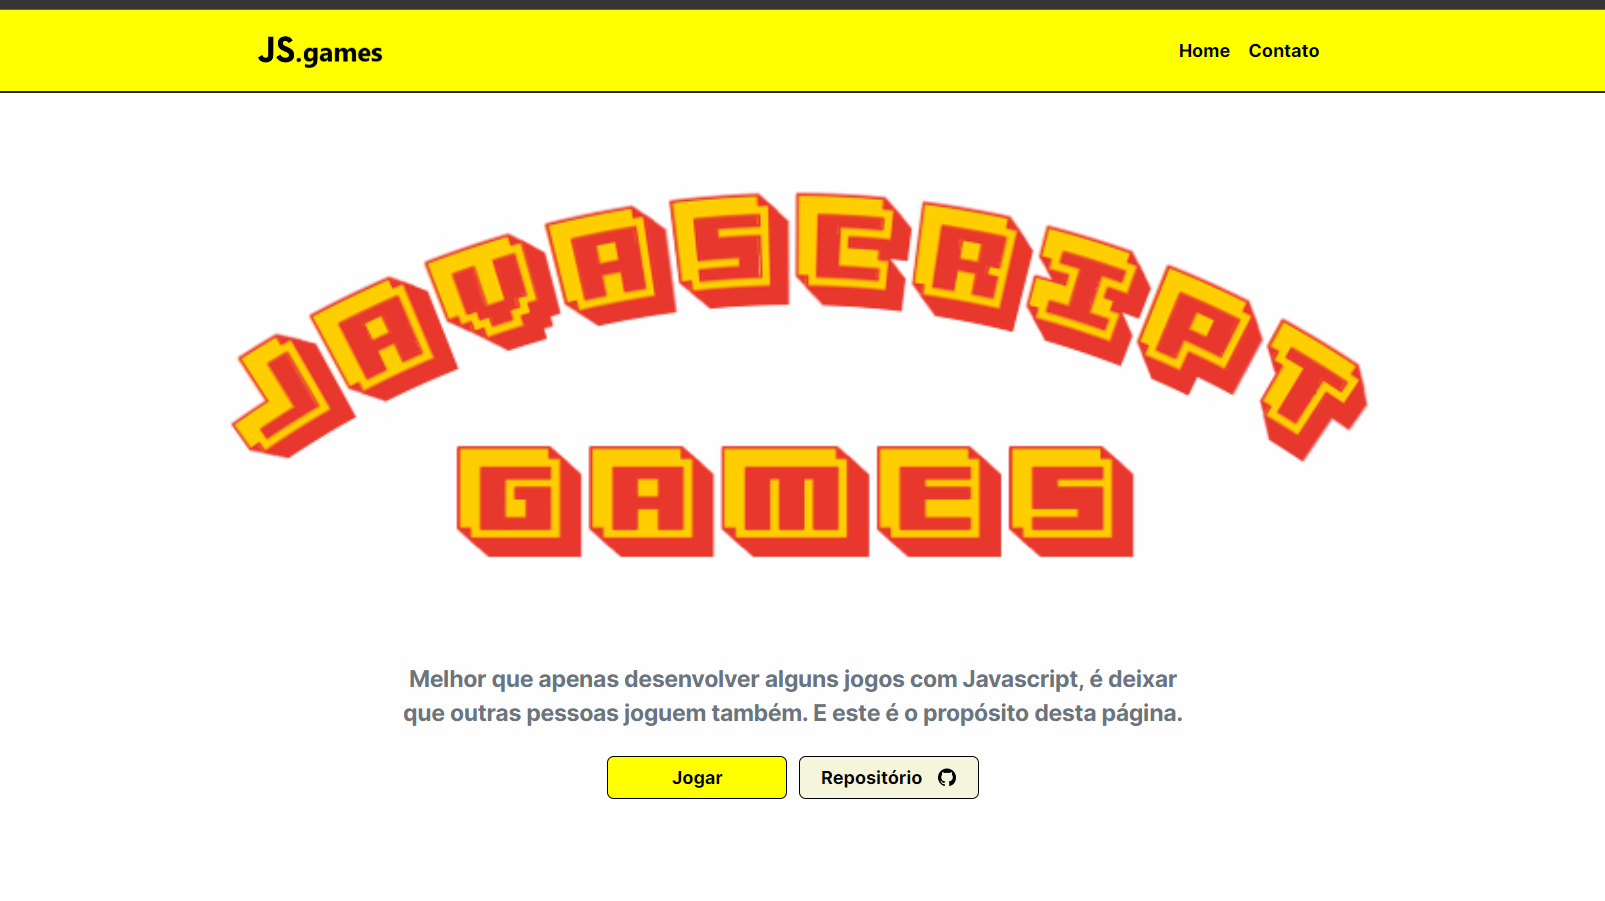 JS.games
Home Contato
JAVASCRIPT
GAMES
Melhor que apenas desenvolver alguns jogos com Javascript, é deixar
que outras pessoas joguem também. E este é o propósito desta página.
Jogar
Repositório